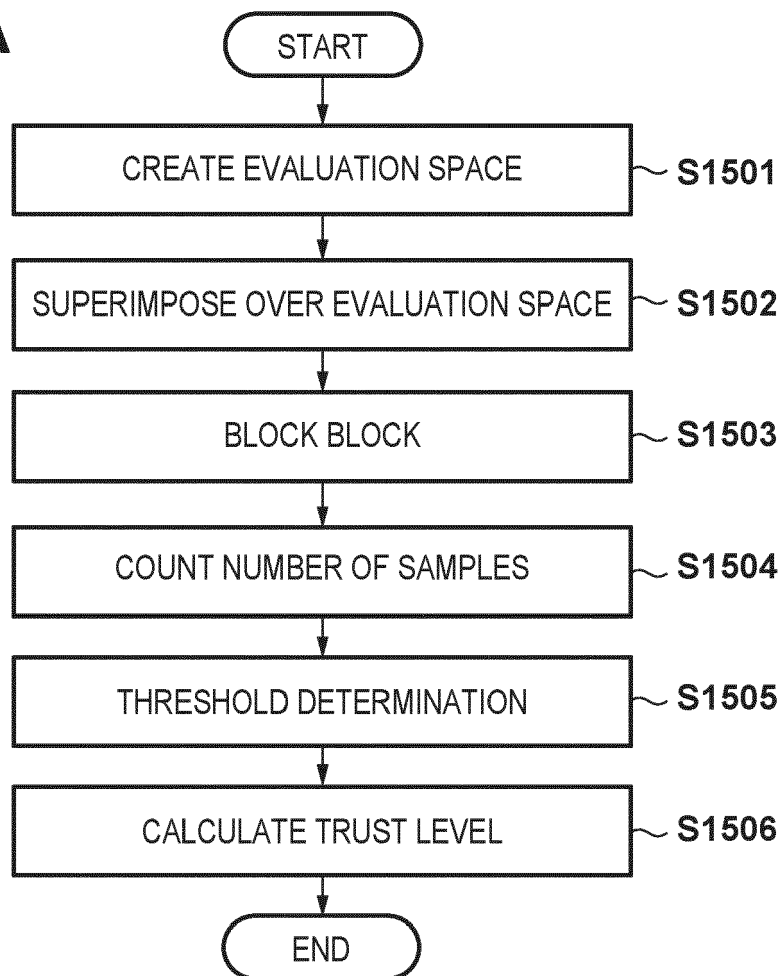 A
START
CREATE EVALUATION SPACE
S1501
SUPERIMPOSE OVER EVALUATION SPACE
S1502
BLOCK BLOCK
S1503
COUNT NUMBER OF SAMPLES
S1504
THRESHOLD DETERMINATION
S1505
CALCULATE TRUST LEVEL
S1506
END